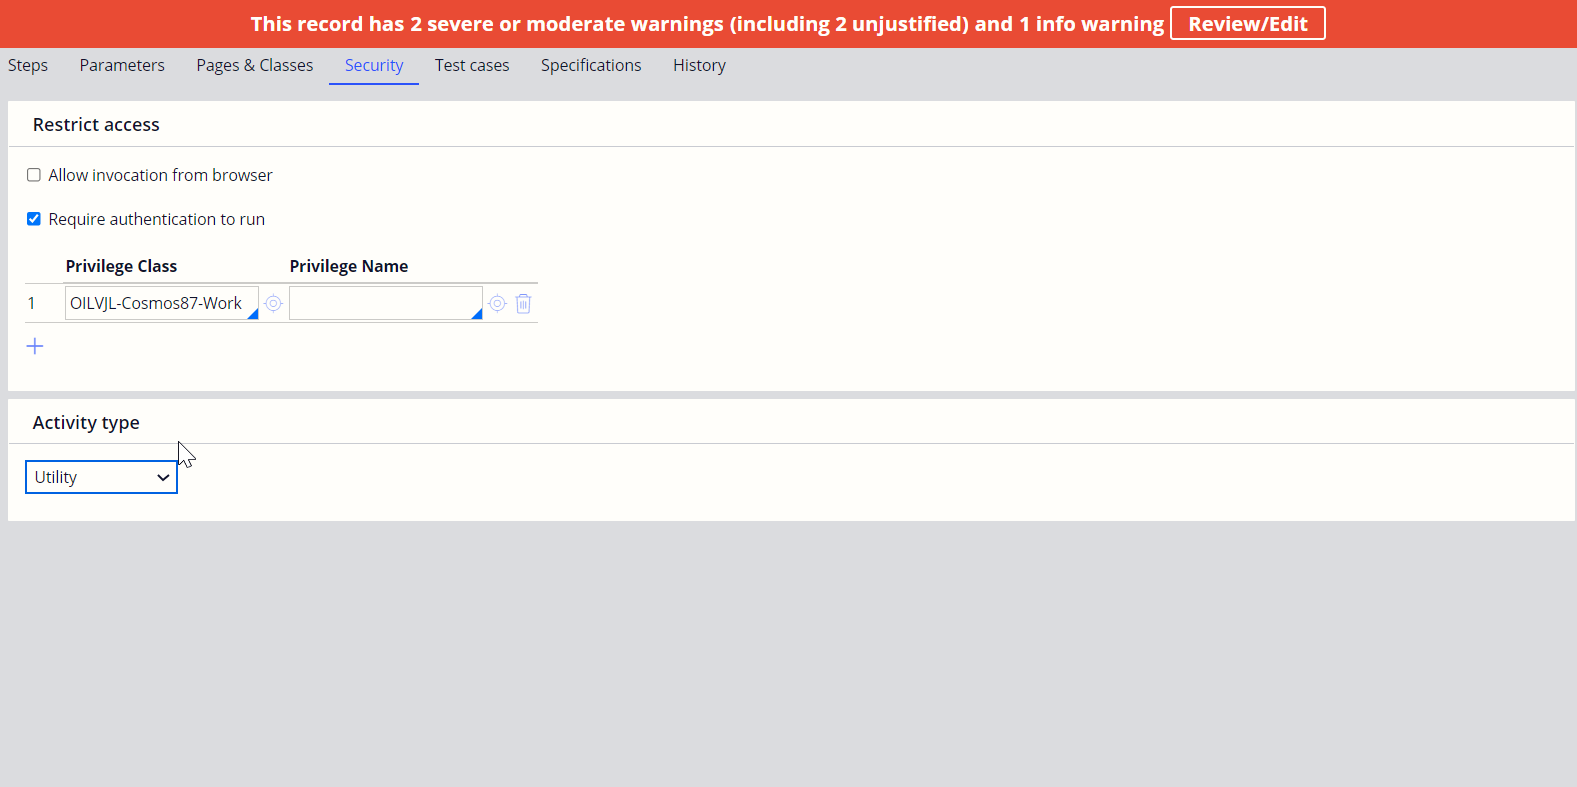 This record has 2 severe or moderate warnings (including 2 unjustified) and 1 info warning Review/Edit
Steps Parameters Pages & Classes Security Test cases Specifications History
Restrict access
Allow invocation from browser
Require authentication to run
Privilege Class Privilege Name
1 OILVJL-Cosmos87-Work
Activity type
Utility